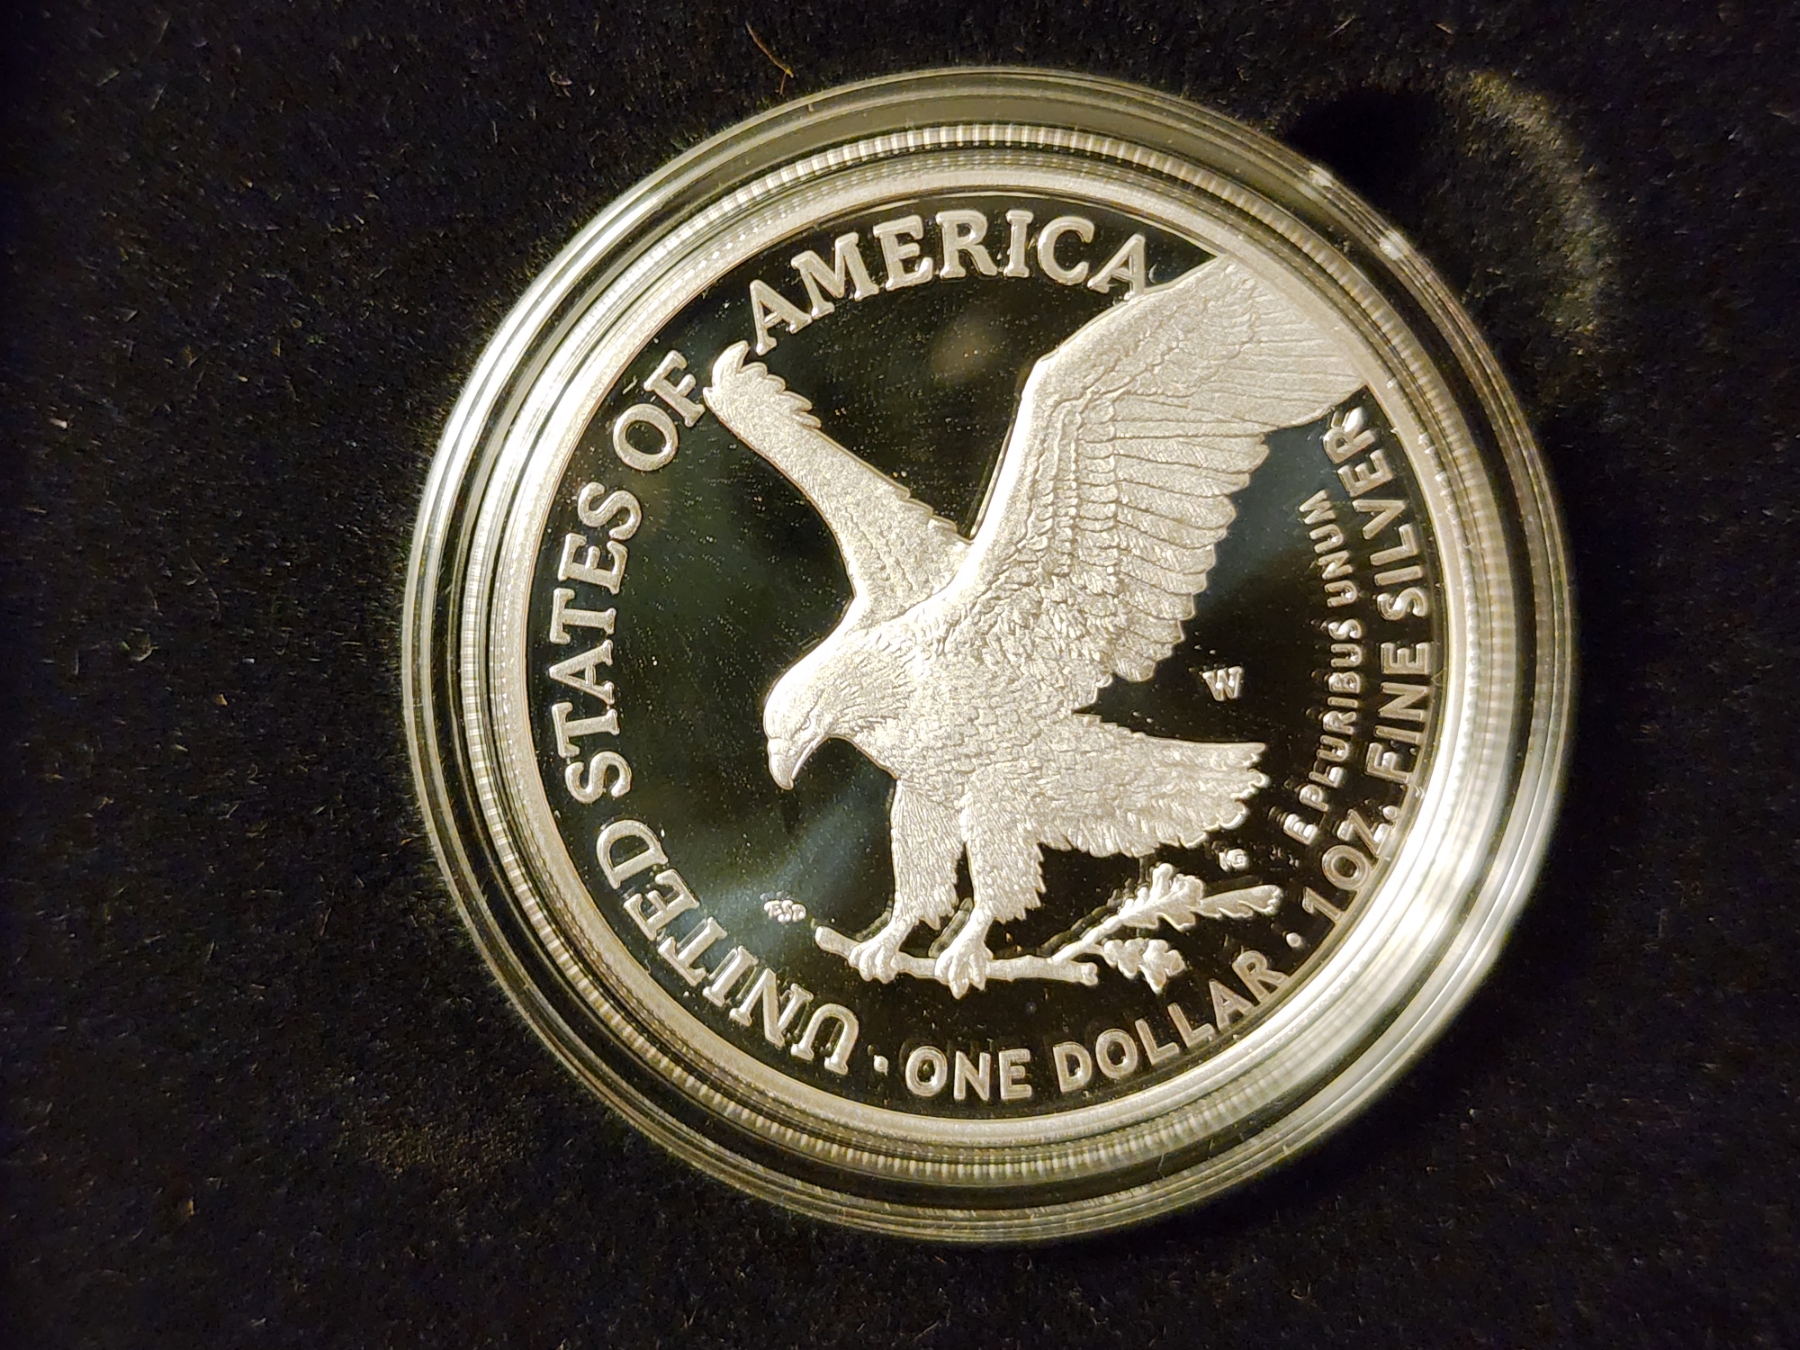 UNITED STATES OF AMERICA
E PLURIBUS UNUM
1 OZ. FINE SILVER
· ONE DOLLAR ·
W